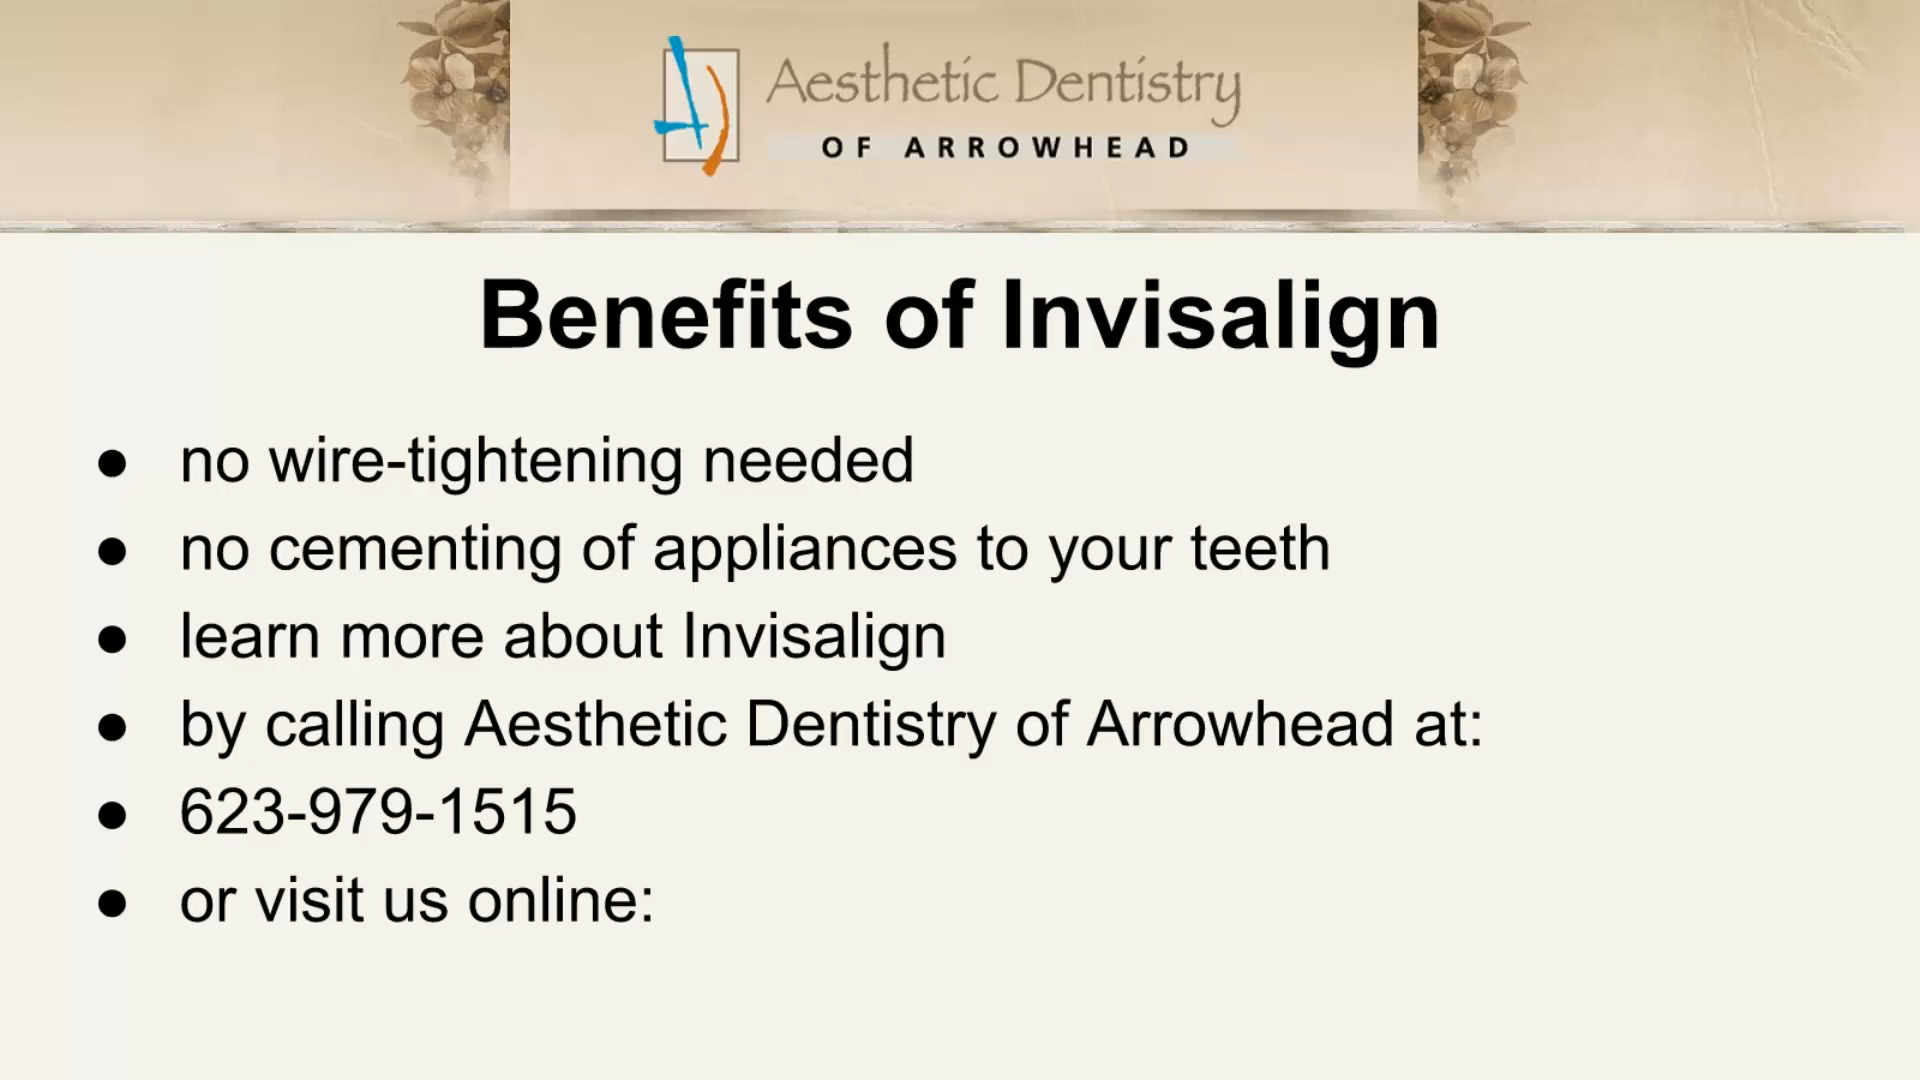 Aesthetic Dentistry
OF ARROWHEAD
Benefits of Invisalign
● no wire-tightening needed
● no cementing of appliances to your teeth
● learn more about Invisalign
● by calling Aesthetic Dentistry of Arrowhead at:
● 623-979-1515
● or visit us online: